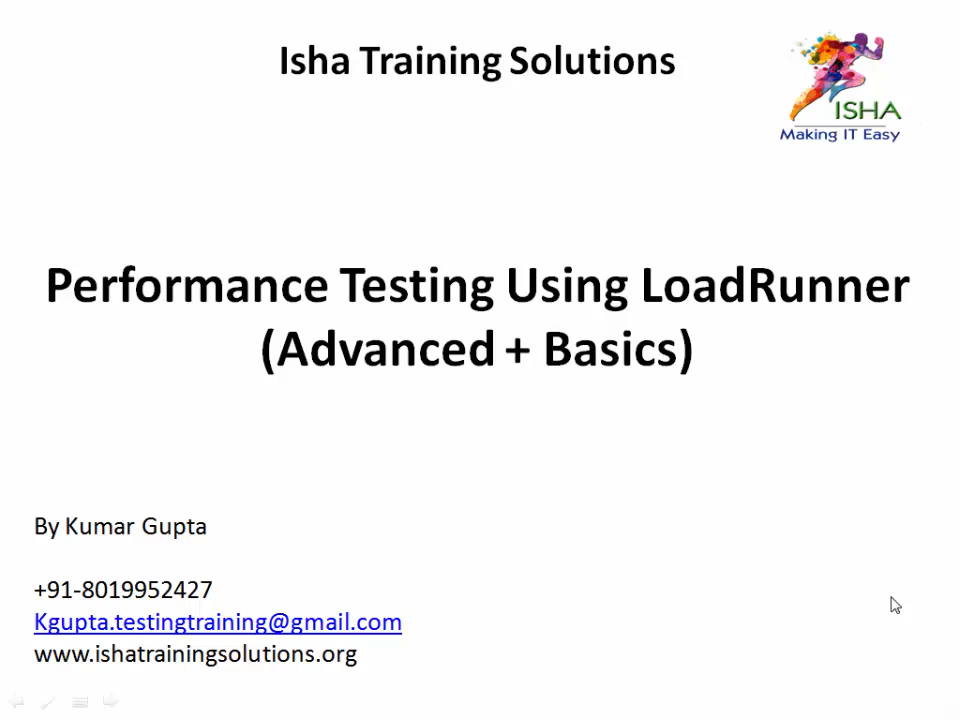 Isha Training Solutions
ISHA
Making IT Easy
Performance Testing Using LoadRunner
(Advanced + Basics)
By Kumar Gupta
+91-8019952427
Kgupta.testingtraining@gmail.com
www.ishatrainingsolutions.org